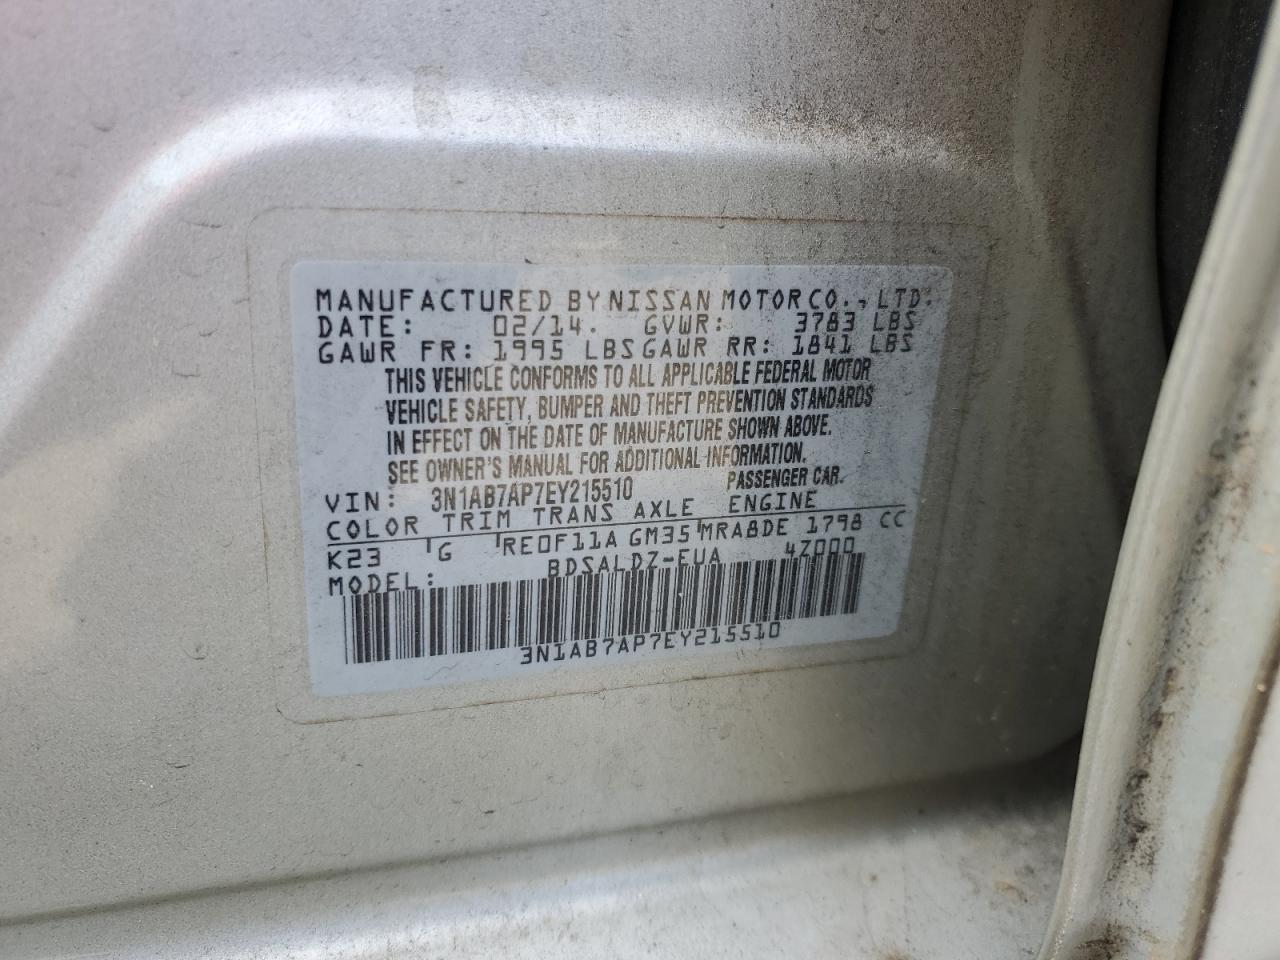 MANUFACTURED BY NISSAN MOTOR CO., LTD.
DATE: 02/14. GVWR: 3783 LBS
GAWR FR: 1995 LBS GAWR RR: 1841 LBS
THIS VEHICLE CONFORMS TO ALL APPLICABLE FEDERAL MOTOR
VEHICLE SAFETY, BUMPER AND THEFT PREVENTION STANDARDS
IN EFFECT ON THE DATE OF MANUFACTURE SHOWN ABOVE.
SEE OWNER'S MANUAL FOR ADDITIONAL INFORMATION.
VIN: 3N1AB7AP7EY215510 PASSENGER CAR.
COLOR TRIM TRANS AXLE ENGINE
K23 G RE0F11A GM35 MRA8DE 1798 CC
MODEL: BDSALDZ-EUA 4Z000
3N1AB7AP7EY215510